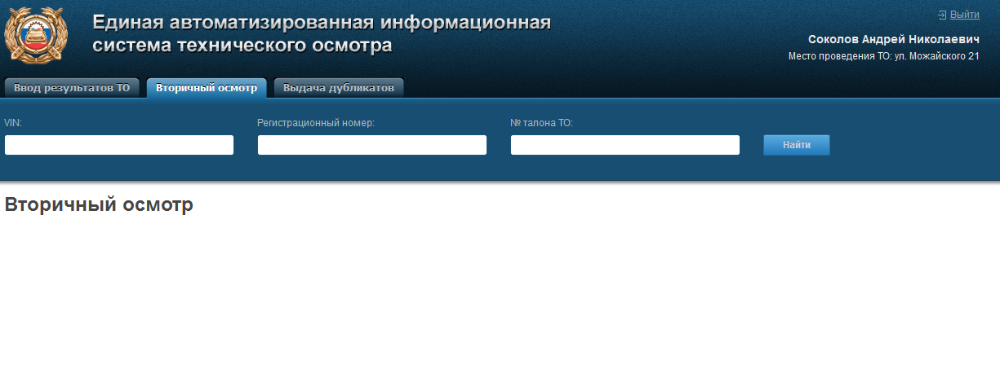 Единая автоматизированная информационная
система технического осмотра
Выйти
Соколов Андрей Николаевич
Место проведения ТО: ул. Можайского 21
Ввод результатов ТО
Вторичный осмотр
Выдача дубликатов
VIN:
Регистрационный номер:
№ талона ТО:
Найти
Вторичный осмотр